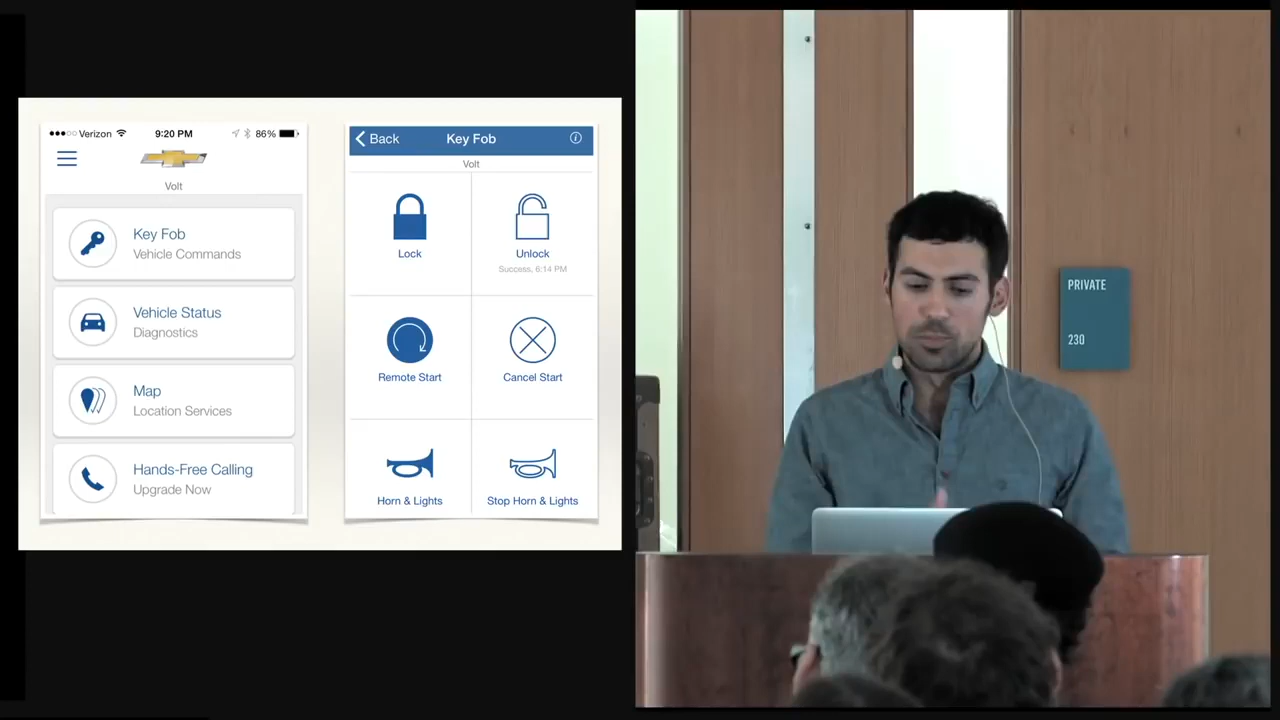 Verizon
9:20 PM
86%
Volt
Key Fob
Vehicle Commands
Vehicle Status
Diagnostics
Map
Location Services
Hands-Free Calling
Upgrade Now
Back
Key Fob
Volt
Lock
Unlock
Success, 6:14 PM
Remote Start
Cancel Start
Horn & Lights
Stop Horn & Lights
PRIVATE
230